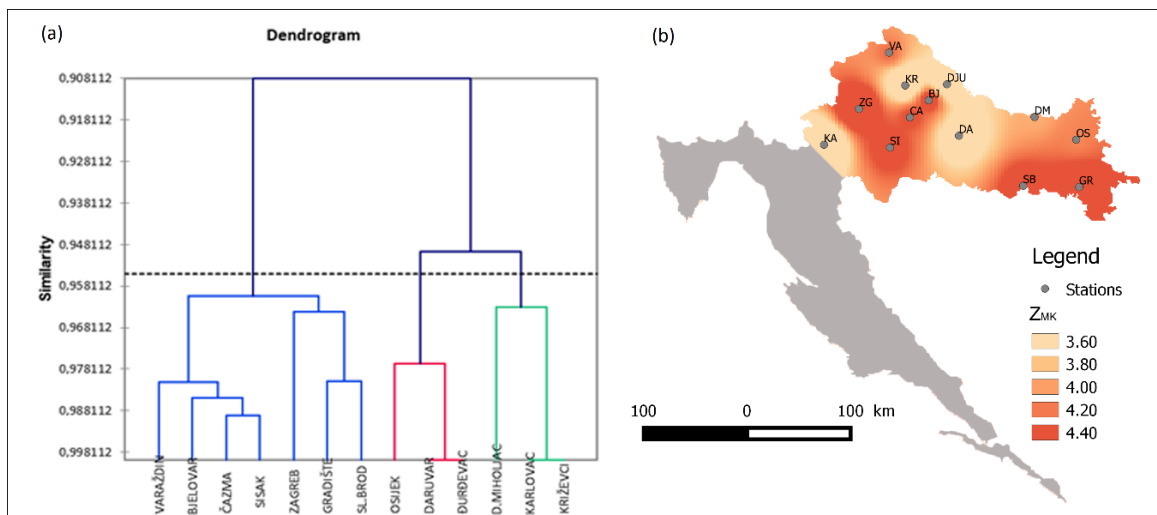 (a)
Dendrogram
Similarity
0,908112
0,918112
0,928112
0,938112
0,948112
0,958112
0,968112
0,978112
0,988112
0,998112
VARAŽDIN
BJELOVAR
ČAZMA
SISAK
ZAGREB
GRADIŠTE
SL.BROD
OSIJEK
DARUVAR
ĐURĐEVAC
D.MIHOLJAC
KARLOVAC
KRIŽEVCI
(b)
VA
KR
DJU
BJ
ZG
CA
DM
KA
SI
DA
OS
SB
GR
Legend
Stations
ZMK
3.60
3.80
4.00
4.20
4.40
100 0 100 km